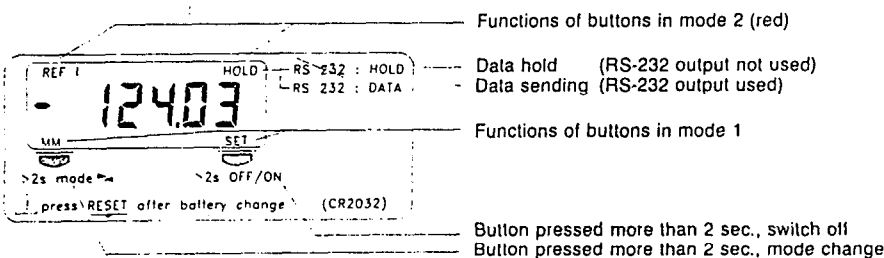 Functions of buttons in mode 2 (red)
REF 1 HOLD RS 232 : HOLD Data hold (RS-232 output not used)
RS 232 : DATA Data sending (RS-232 output used)
- 124.03
Functions of buttons in mode 1
MM SET
>2s mode >2s OFF/ON
press RESET after battery change (CR2032)
Button pressed more than 2 sec., switch off
Button pressed more than 2 sec., mode change